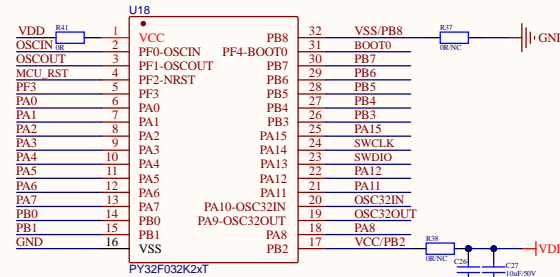 U18
VDD R41 0R 1 VCC PB8 32 VSS/PB8 R37 0R/NC GND
OSCIN 2 PF0-OSCIN PF4-BOOT0 31 BOOT0
OSCOUT 3 PF1-OSCOUT PB7 30 PB7
MCU_RST 4 PF2-NRST PB6 29 PB6
PF3 5 PF3 PB5 28 PB5
PA0 6 PA0 PB4 27 PB4
PA1 7 PA1 PB3 26 PB3
PA2 8 PA2 PA15 25 PA15
PA3 9 PA3 PA14 24 SWCLK
PA4 10 PA4 PA13 23 SWDIO
PA5 11 PA5 PA12 22 PA12
PA6 12 PA6 PA11 21 PA11
PA7 13 PA7 PA10-OSC32IN 20 OSC32IN
PB0 14 PB0 PA9-OSC32OUT 19 OSC32OUT
PB1 15 PB1 PA8 18 PA8
GND 16 VSS PB2 17 VCC/PB2 R38 0R/NC
PY32F032K2xT C26 C27
10uF/50V